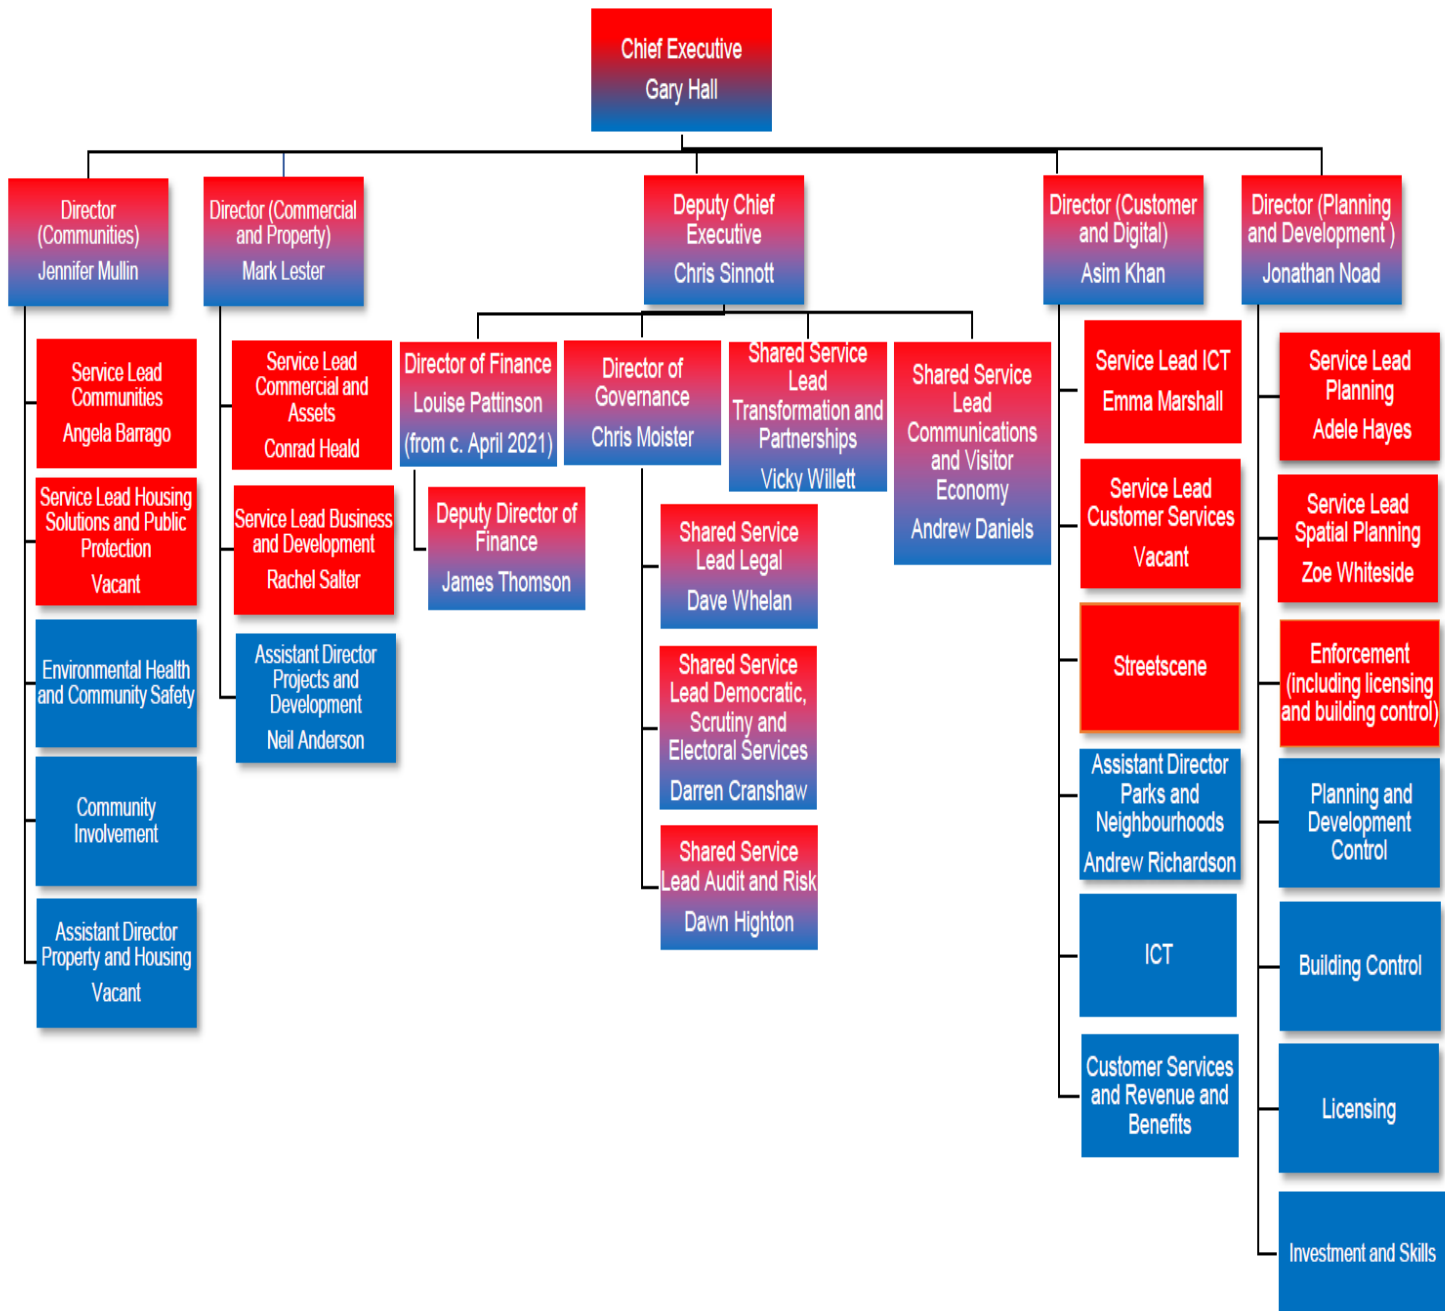 Chief Executive
Gary Hall
Director
(Communities)
Jennifer Mullin
Director (Commercial
and Property)
Mark Lester
Deputy Chief
Executive
Chris Sinnott
Director (Customer
and Digital)
Asim Khan
Director (Planning
and Development )
Jonathan Noad
Service Lead
Communities
Angela Barrago
Service Lead Housing
Solutions and Public
Protection
Vacant
Environmental Health
and Community Safety
Community
Involvement
Assistant Director
Property and Housing
Vacant
Service Lead
Commercial and
Assets
Conrad Heald
Service Lead Business
and Development
Rachel Salter
Assistant Director
Projects and
Development
Neil Anderson
Director of Finance
Louise Pattinson
(from c. April 2021)
Deputy Director of
Finance
James Thomson
Director of
Governance
Chris Moister
Shared Service
Lead Legal
Dave Whelan
Shared Service
Lead Democratic,
Scrutiny and
Electoral Services
Darren Cranshaw
Shared Service
Lead Audit and Risk
Dawn Highton
Shared Service
Lead
Transformation and
Partnerships
Vicky Willett
Shared Service
Lead
Communications
and Visitor
Economy
Andrew Daniels
Service Lead ICT
Emma Marshall
Service Lead
Customer Services
Vacant
Streetscene
Assistant Director
Parks and
Neighbourhoods
Andrew Richardson
ICT
Customer Services
and Revenue and
Benefits
Service Lead
Planning
Adele Hayes
Service Lead
Spatial Planning
Zoe Whiteside
Enforcement
(including licensing
and building control)
Planning and
Development
Control
Building Control
Licensing
Investment and Skills